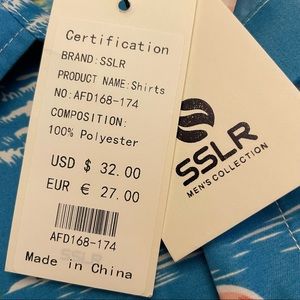 Certification
BRAND:SSLR
PRODUCT NAME:Shirts
NO:AFD168-174
COMPOSITION:
100% Polyester
USD $ 32.00
EUR € 27.00
AFD168-174
Made in China
SSLR
MEN'S COLLECTION